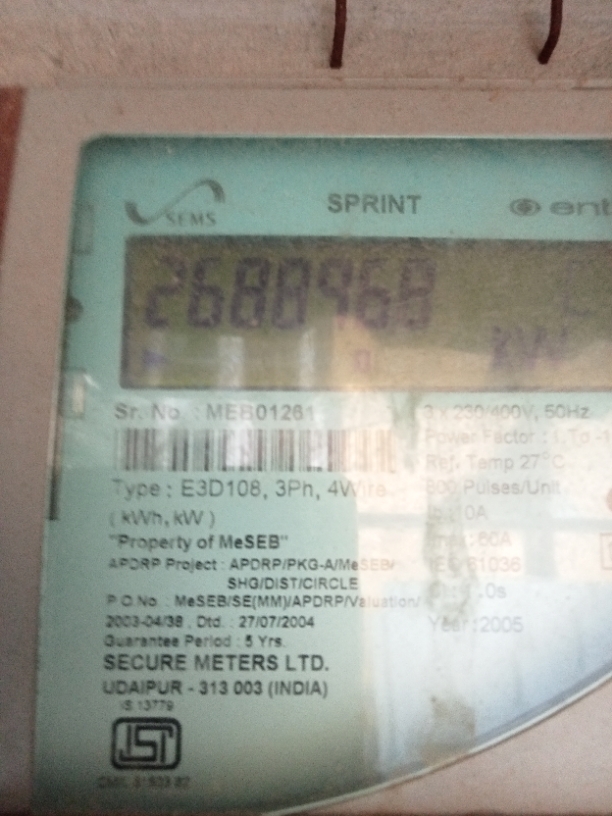 SEMS
SPRINT
ent
kW
Sr. No. : MEB01261
Type : E3D108, 3Ph, 4Wire
( kWh, kW )
"Property of MeSEB"
APDRP Project : APDRP/PKG-A/MeSEB/
SHG/DIST/CIRCLE
P.O.No. : MeSEB/SE(MM)/APDRP/Valuation/
2003-04/38 , Dtd. : 27/07/2004
Guarantee Period : 5 Yrs.
SECURE METERS LTD.
UDAIPUR - 313 003 (INDIA)
IS 13779
3 x 230/400V, 50Hz
Power Factor : 1, To -1
Ref. Temp 27°C
800 Pulses/Unit
Year :2005